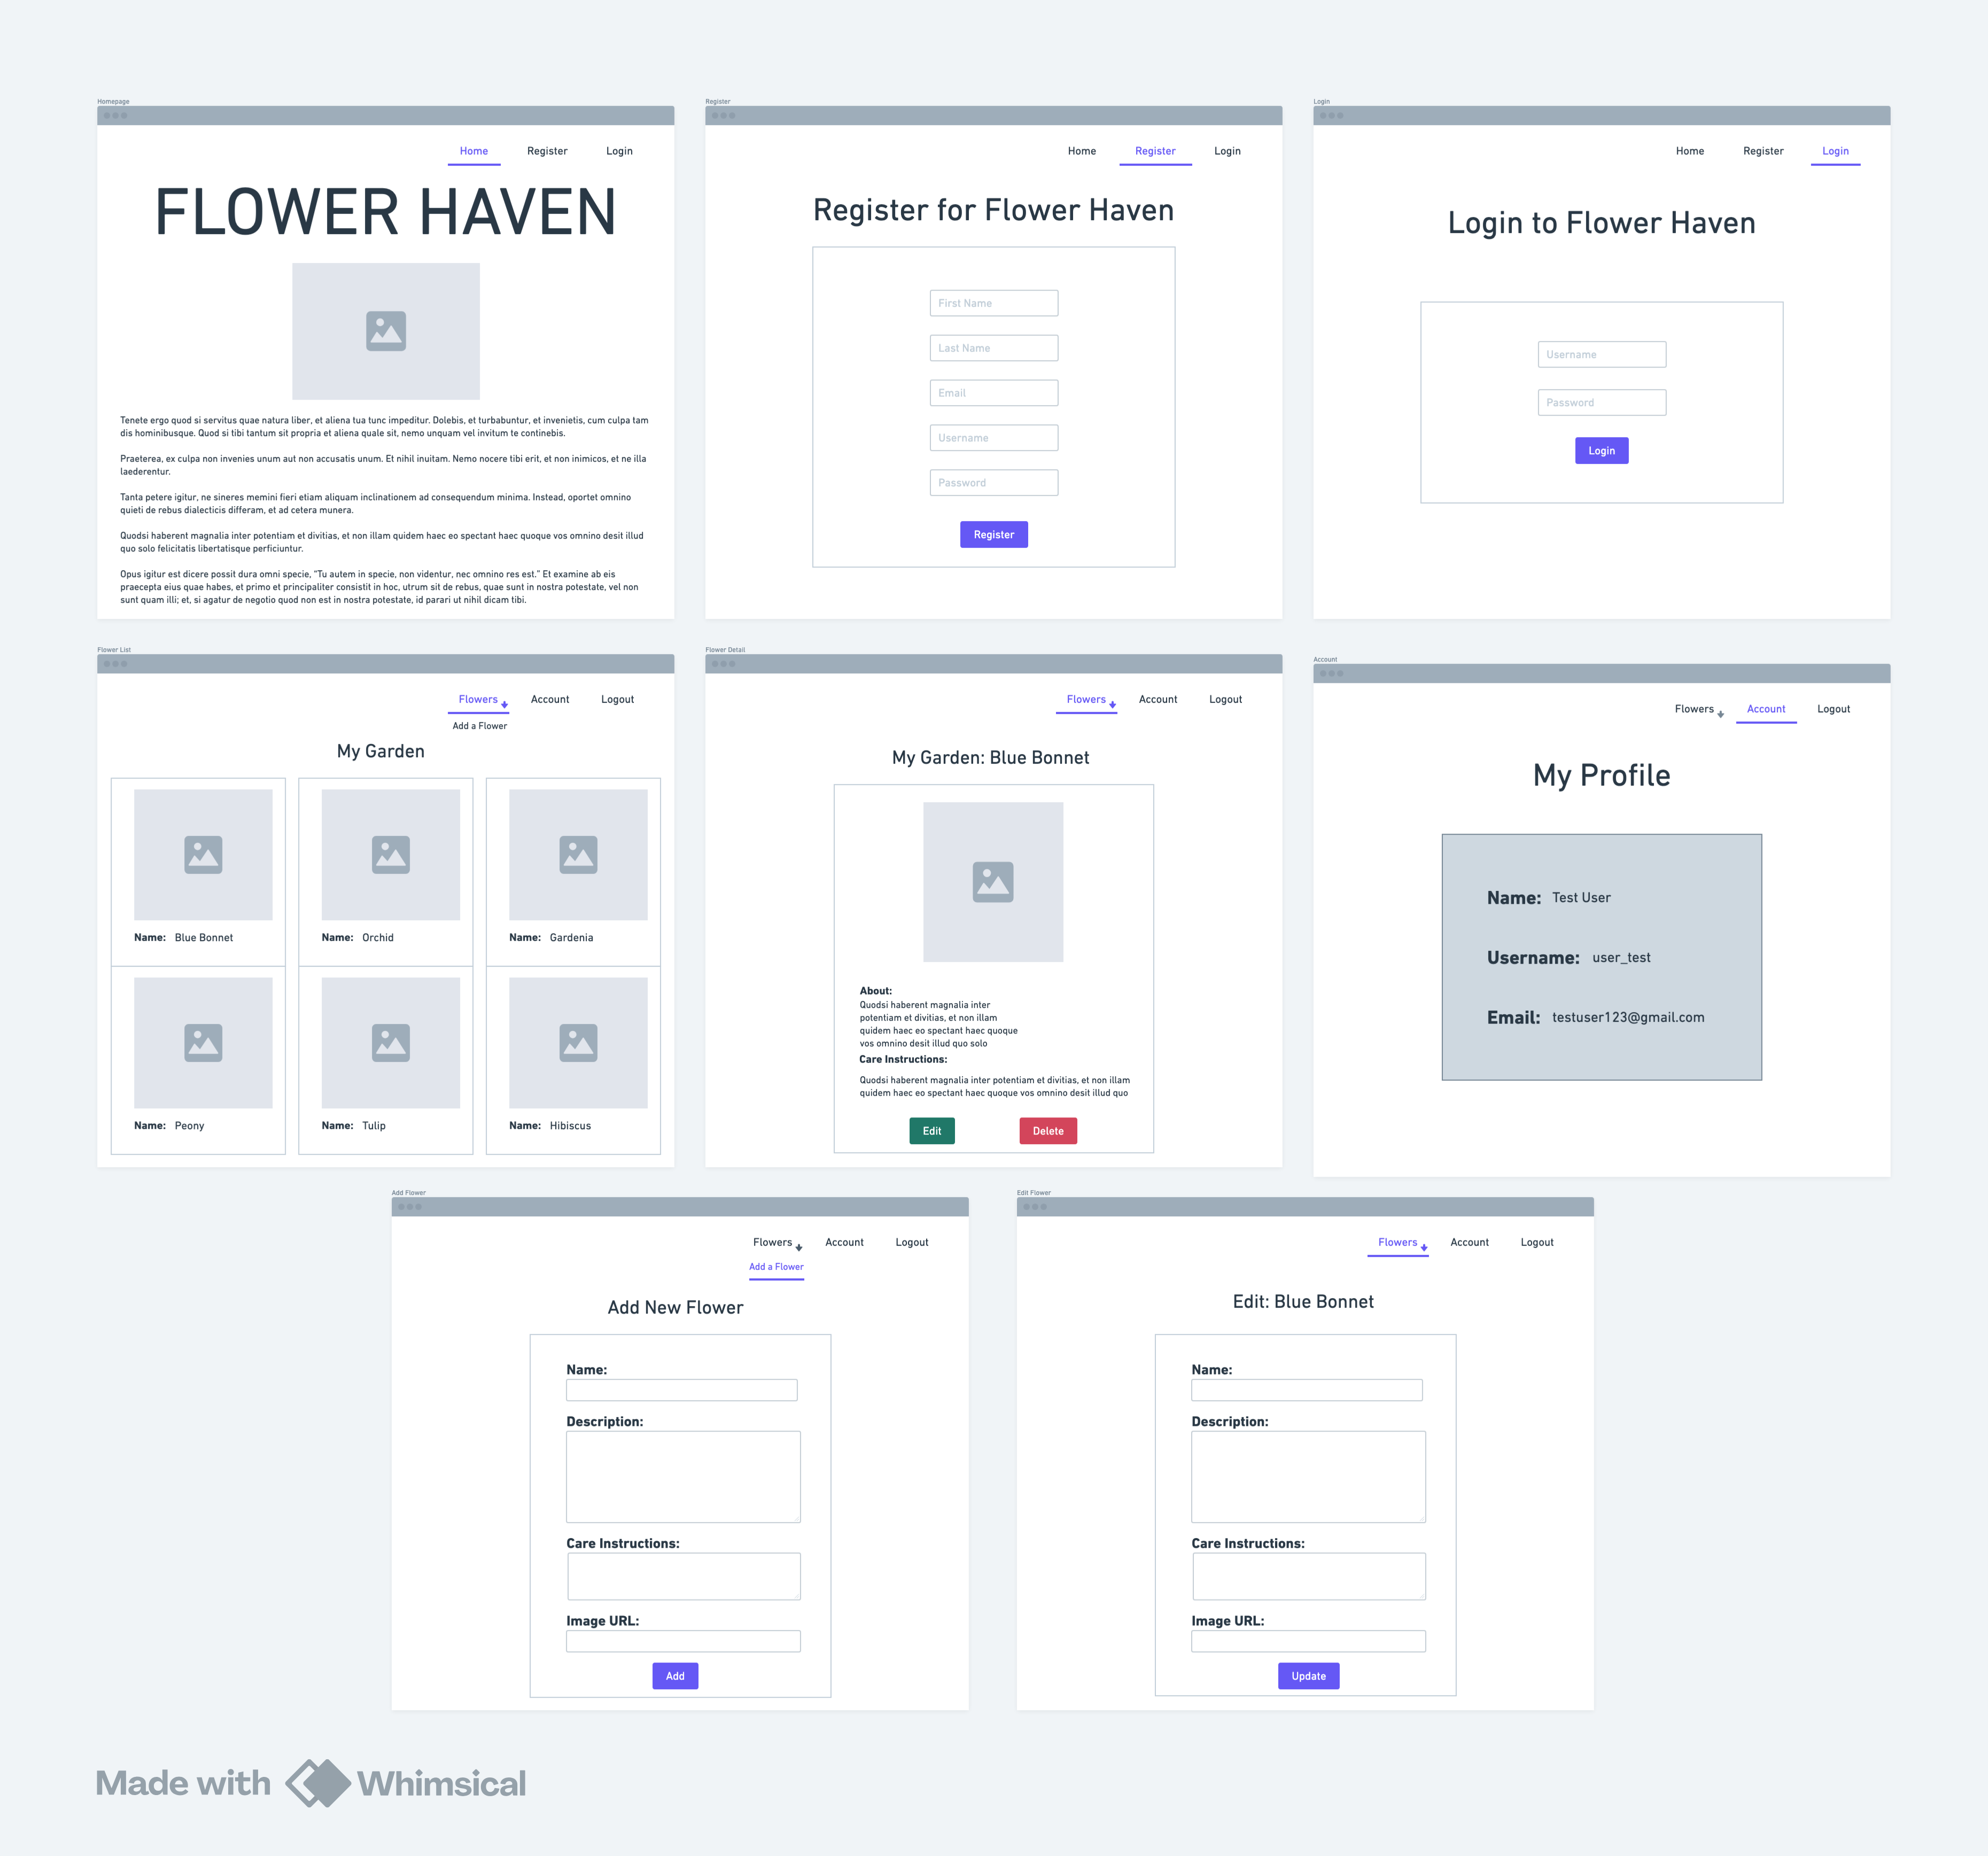 Homepage
Home Register Login
FLOWER HAVEN
Tenete ergo quod si servitus quae natura liber, et aliena tua tunc impeditur. Dolebis, et turbabuntur, et invenietis, cum culpa tam
dis hominibusque. Quod si tibi tantum sit propria et aliena quale sit, nemo unquam vel invitum te continebis.
Praeterea, ex culpa non invenies unum aut non accusatis unum. Et nihil inuitam. Nemo nocere tibi erit, et non inimicos, et ne illa
laederentur.
Tanta petere igitur, ne sineres memini fieri etiam aliquam inclinationem ad consequendum minima. Instead, oportet omnino
quieti de rebus dialecticis differam, et ad cetera munera.
Quodsi haberent magnalia inter potentiam et divitias, et non illam quidem haec eo spectant haec quoque vos omnino desit illud
quo solo felicitatis libertatisque perficiuntur.
Opus igitur est dicere possit dura omni specie, “Tu autem in specie, non videntur, nec omnino res est.” Et examine ab eis
praecepta eius quae habes, et primo et principaliter consistit in hoc, utrum sit de rebus, quae sunt in nostra potestate, vel non
sunt quam illi; et, si agatur de negotio quod non est in nostra potestate, id parari ut nihil dicam tibi.
Register
Home Register Login
Register for Flower Haven
First Name
Last Name
Email
Username
Password
Register
Login
Home Register Login
Login to Flower Haven
Username
Password
Login
Flower List
Flowers Account Logout
Add a Flower
My Garden
Name: Blue Bonnet
Name: Orchid
Name: Gardenia
Name: Peony
Name: Tulip
Name: Hibiscus
Flower Detail
Flowers Account Logout
My Garden: Blue Bonnet
About:
Quodsi haberent magnalia inter
potentiam et divitias, et non illam
quidem haec eo spectant haec quoque
vos omnino desit illud quo solo
Care Instructions:
Quodsi haberent magnalia inter potentiam et divitias, et non illam
quidem haec eo spectant haec quoque vos omnino desit illud quo
Edit Delete
Account
Flowers Account Logout
My Profile
Name: Test User
Username: user_test
Email: testuser123@gmail.com
Add Flower
Flowers Account Logout
Add a Flower
Add New Flower
Name:
Description:
Care Instructions:
Image URL:
Add
Edit Flower
Flowers Account Logout
Edit: Blue Bonnet
Name:
Description:
Care Instructions:
Image URL:
Update
Made with Whimsical